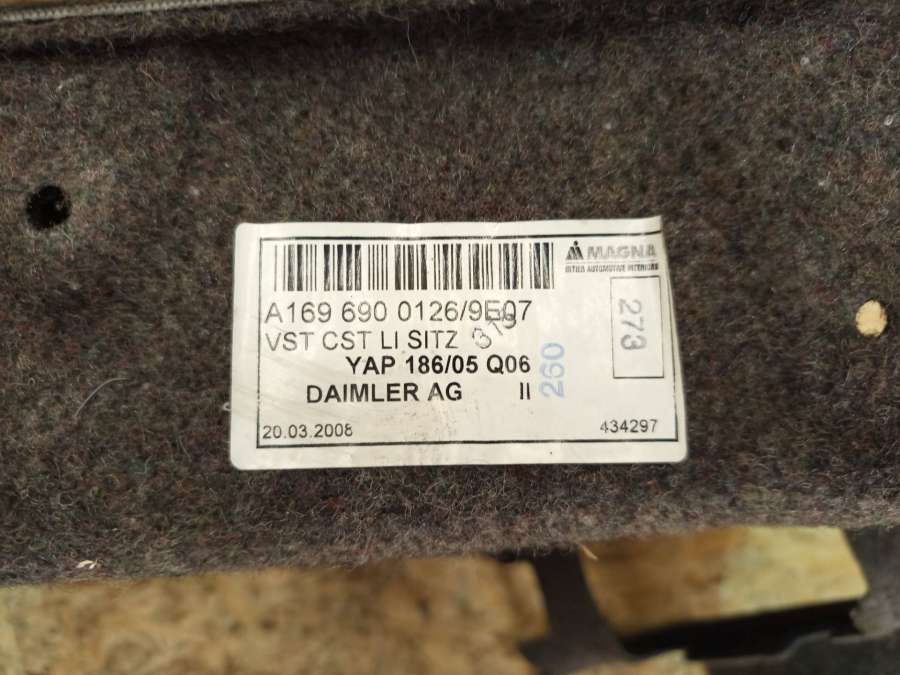 MAGNA
A169 690 0126/9E07
VST CST LI SITZ
YAP 186/05 Q06
DAIMLER AG II
260
273
20.03.2008
434297